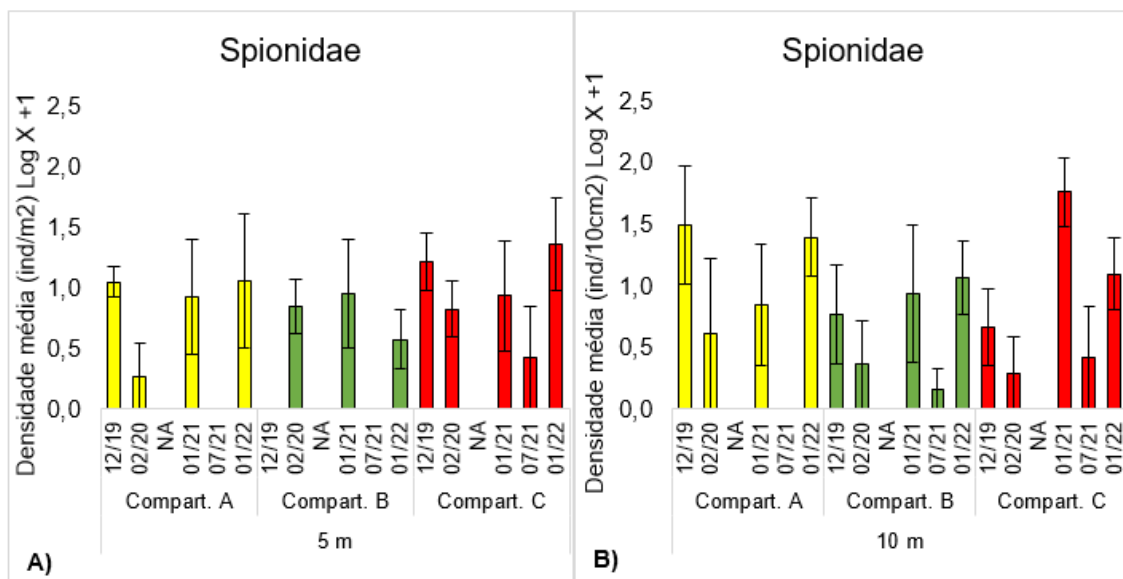 Spionidae
Densidade média (ind/m2) Log X +1
2,5
2,0
1,5
1,0
0,5
0,0
12/19 02/20 NA 01/21 07/21 01/22 12/19 02/20 NA 01/21 07/21 01/22 12/19 02/20 NA 01/21 07/21 01/22
Compart. A Compart. B Compart. C
5 m
A)
Spionidae
Densidade média (ind/10cm2) Log X +1
2,5
2,0
1,5
1,0
0,5
0,0
12/19 02/20 NA 01/21 07/21 01/22 12/19 02/20 NA 01/21 07/21 01/22 12/19 02/20 NA 01/21 07/21 01/22
Compart. A Compart. B Compart. C
10 m
B)